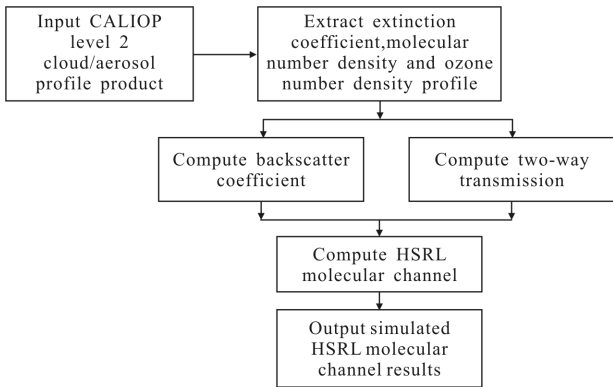 Input CALIOP
level 2
cloud/aerosol
profile product
Extract extinction
coefficient,molecular
number density and ozone
number density profile
Compute backscatter
coefficient
Compute two-way
transmission
Compute HSRL
molecular channel
Output simulated
HSRL molecular
channel results